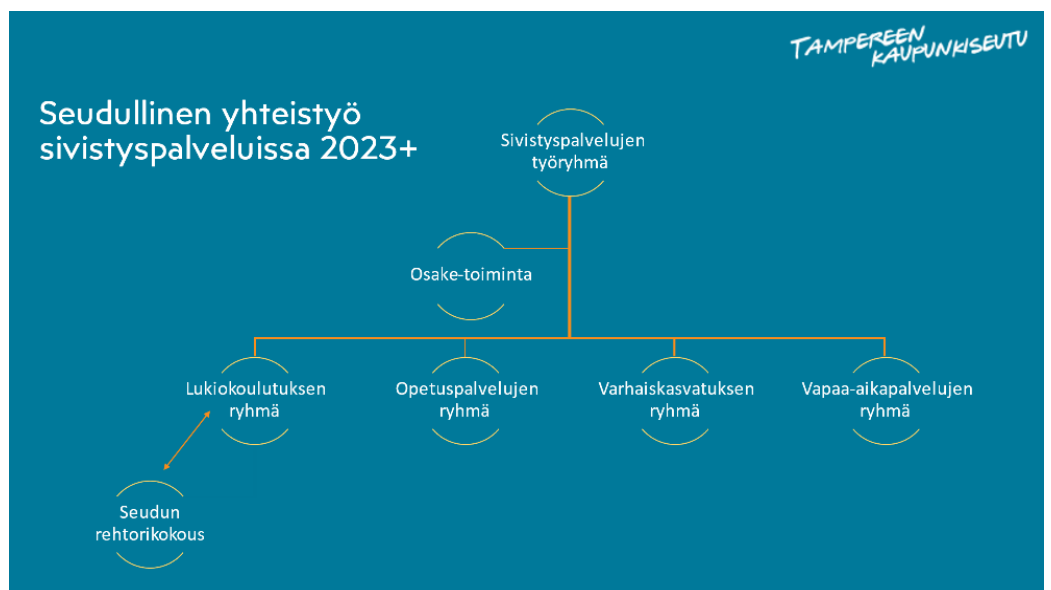 TAMPEREEN
KAUPUNKISEUTU
Seudullinen yhteistyö
sivistyspalveluissa 2023+
Sivistyspalvelujen
työryhmä
Osake-toiminta
Lukiokoulutuksen
ryhmä
Opetuspalvelujen
ryhmä
Varhaiskasvatuksen
ryhmä
Vapaa-aikapalvelujen
ryhmä
Seudun
rehtorikokous